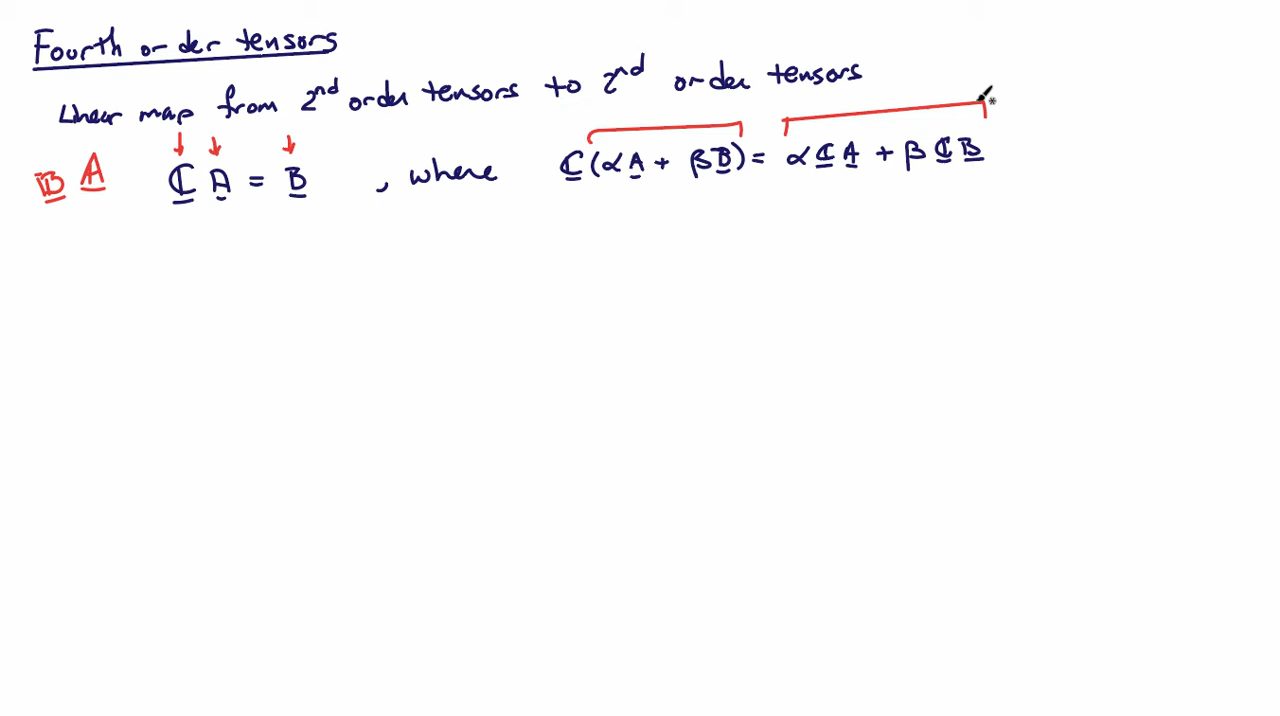 Fourth order tensors
Linear map from 2nd order tensors to 2nd order tensors
𝔹 A ℂ A = B , where ℂ(αA + βB) = αℂA + βℂB